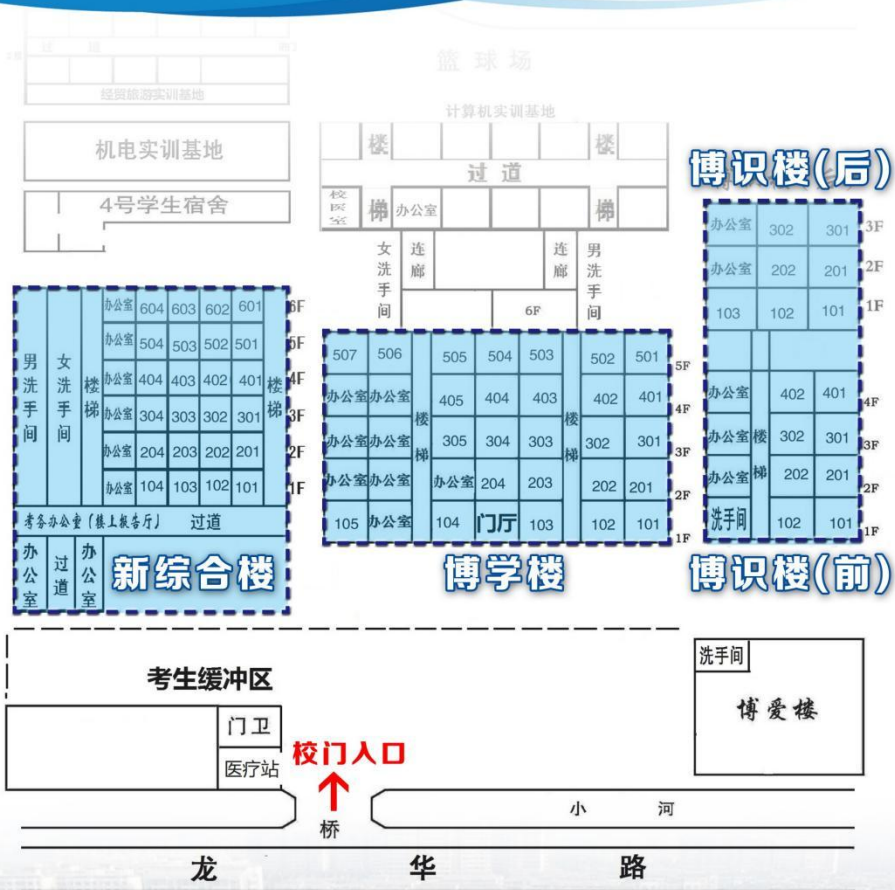 篮球场
经贸旅游实训基地
计算机实训基地
机电实训基地
楼梯
楼梯
过道
校医室
办公室
4号学生宿舍
女洗手间
连廊
连廊
男洗手间
6F
博识楼(后)
办公室 302 301 3F
办公室 202 201 2F
103 102 101 1F
男洗手间
女洗手间
楼梯
楼梯
办公室 604 603 602 601 6F
办公室 504 503 502 501 5F
办公室 404 403 402 401 4F
办公室 304 303 302 301 3F
办公室 204 203 202 201 2F
办公室 104 103 102 101 1F
考务办公室(楼上报告厅) 过道
办公室
过道
办公室
新综合楼
507 506 505 504 503 502 501 5F
办公室 办公室 405 404 403 402 401 4F
楼梯
楼梯
办公室 办公室 305 304 303 302 301 3F
办公室 办公室 办公室 204 203 202 201 2F
105 办公室 104 门厅 103 102 101 1F
博学楼
办公室 402 401 4F
办公室 楼梯 302 301 3F
办公室 202 201 2F
洗手间 102 101 1F
博识楼(前)
考生缓冲区
门卫
医疗站
校门入口
桥
洗手间
博爱楼
小河
龙华路